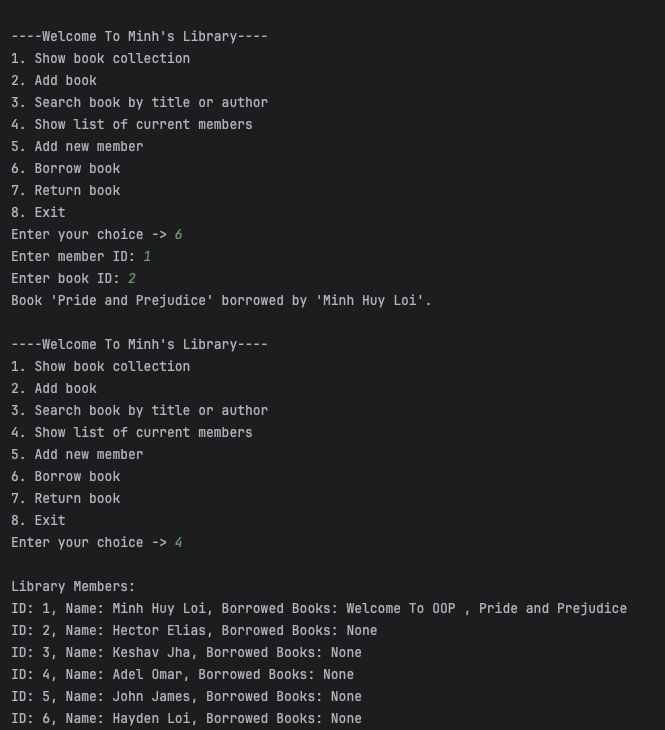 ----Welcome To Minh's Library----
1. Show book collection
2. Add book
3. Search book by title or author
4. Show list of current members
5. Add new member
6. Borrow book
7. Return book
8. Exit
Enter your choice -> 6
Enter member ID: 1
Enter book ID: 2
Book 'Pride and Prejudice' borrowed by 'Minh Huy Loi'.
----Welcome To Minh's Library----
1. Show book collection
2. Add book
3. Search book by title or author
4. Show list of current members
5. Add new member
6. Borrow book
7. Return book
8. Exit
Enter your choice -> 4
Library Members:
ID: 1, Name: Minh Huy Loi, Borrowed Books: Welcome To OOP , Pride and Prejudice
ID: 2, Name: Hector Elias, Borrowed Books: None
ID: 3, Name: Keshav Jha, Borrowed Books: None
ID: 4, Name: Adel Omar, Borrowed Books: None
ID: 5, Name: John James, Borrowed Books: None
ID: 6, Name: Hayden Loi, Borrowed Books: None